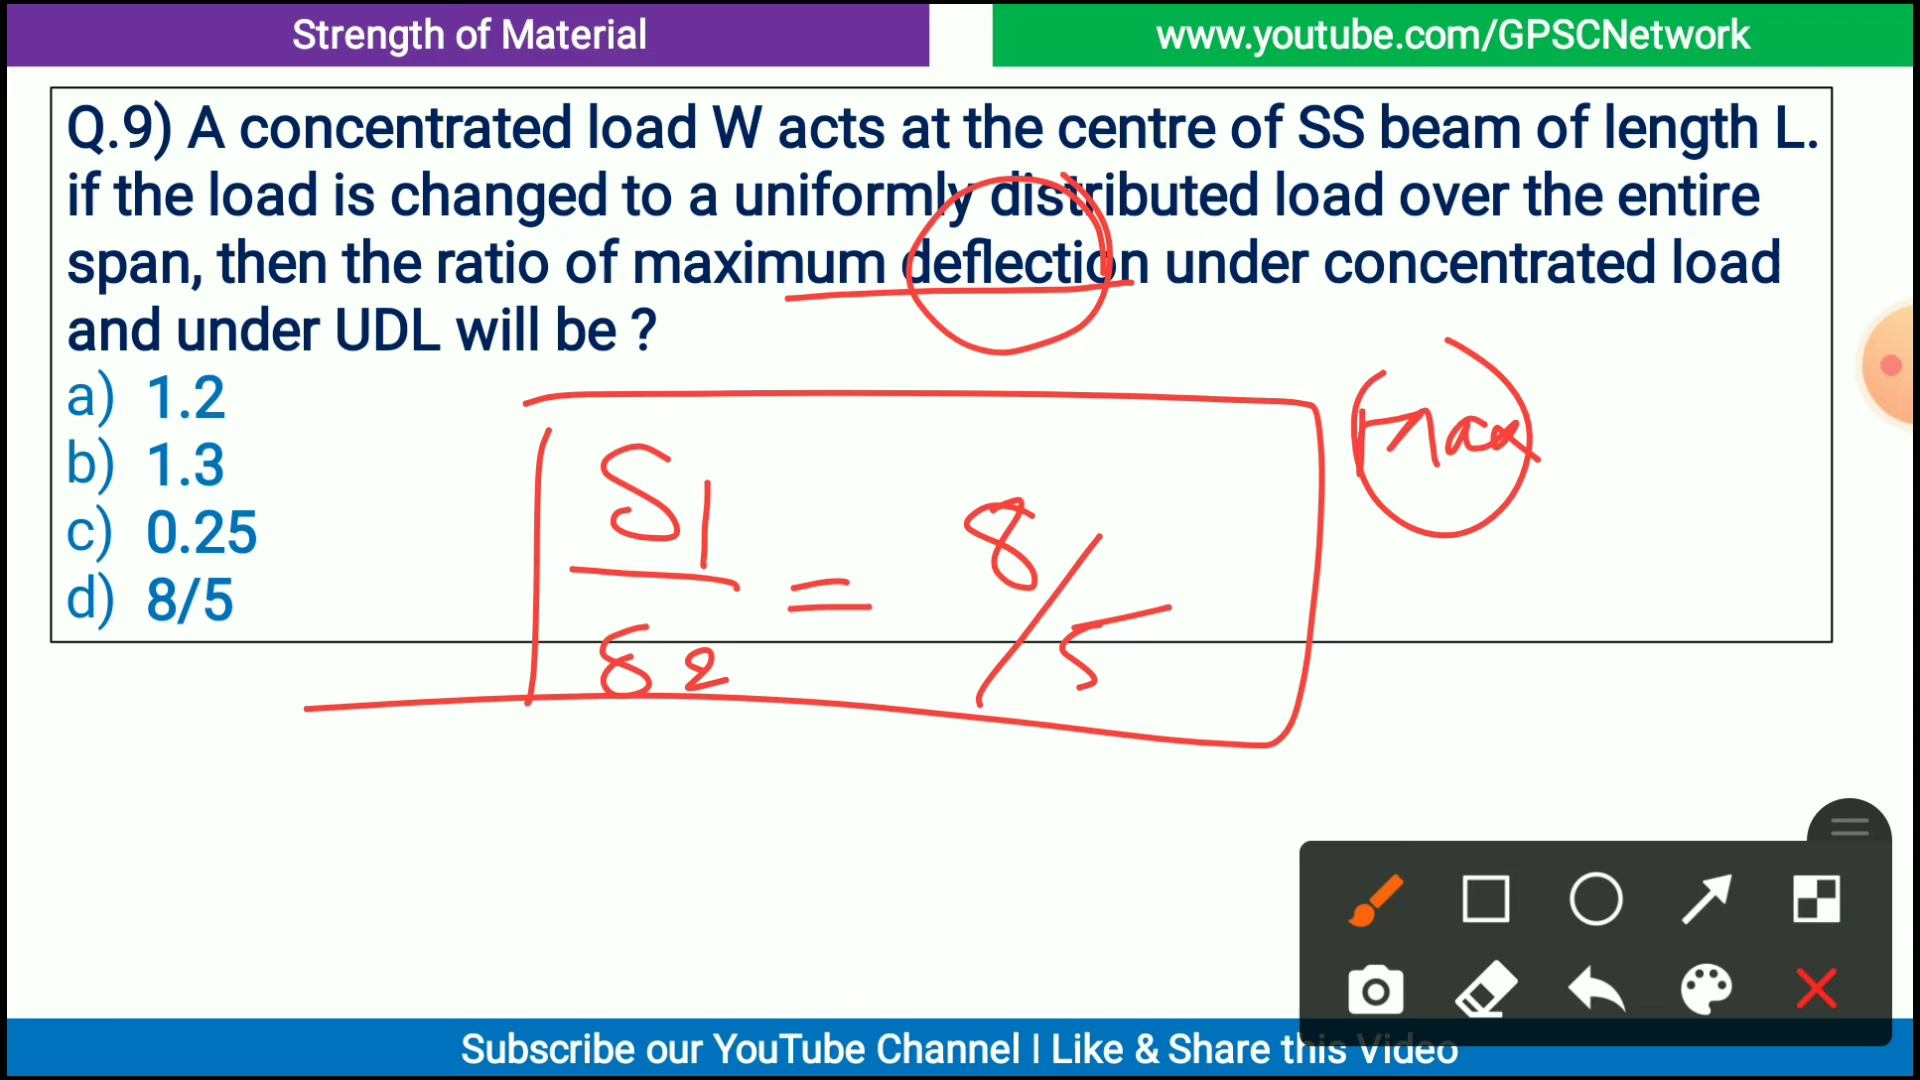 Strength of Material
www.youtube.com/GPSCNetwork
Q.9) A concentrated load W acts at the centre of SS beam of length L.
if the load is changed to a uniformly distributed load over the entire
span, then the ratio of maximum deflection under concentrated load
and under UDL will be ?
a) 1.2
b) 1.3
c) 0.25
d) 8/5
Max
δ1
δ2
= 8/5
Subscribe our YouTube Channel | Like & Share this Video